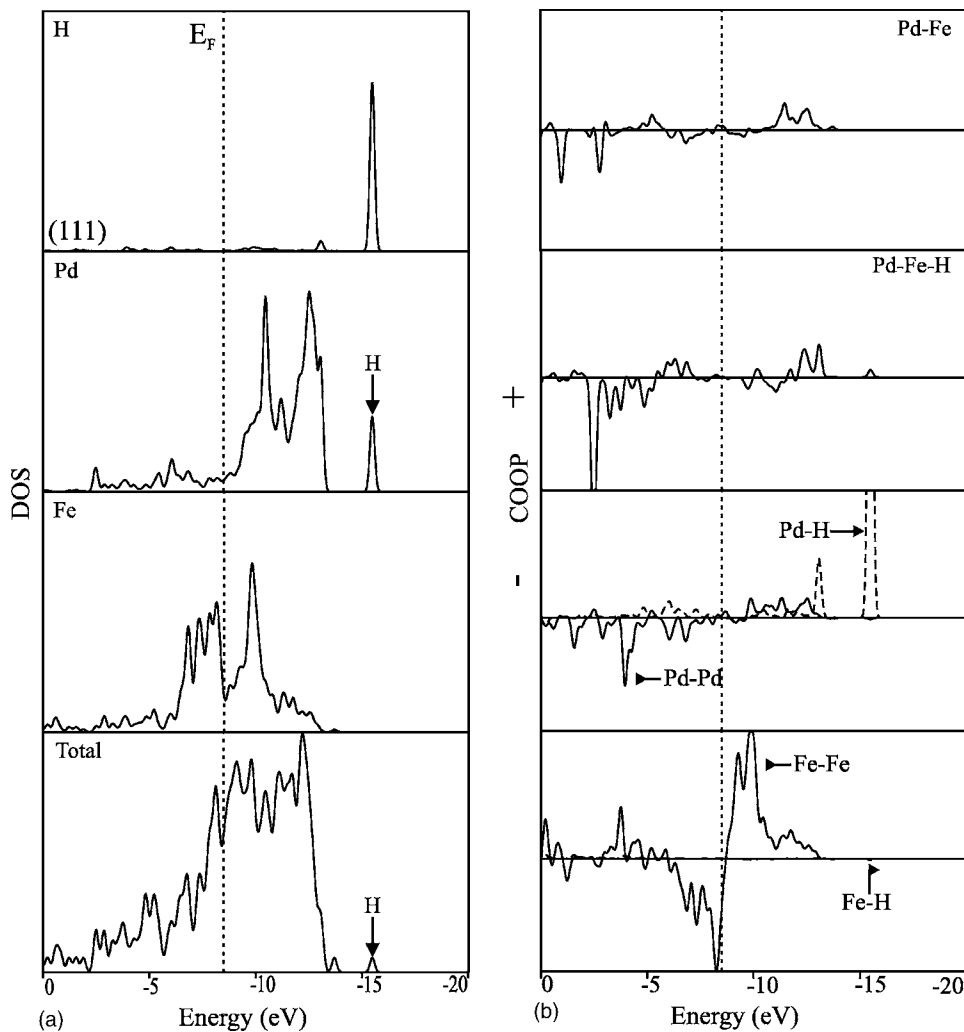 H
E_F
(111)
Pd
H
Fe
Total
H
DOS
0
-5
-10
-15
-20
(a)
Energy (eV)
Pd-Fe
Pd-Fe-H
Pd-H
Pd-Pd
Fe-Fe
Fe-H
- COOP +
0
-5
-10
-15
-20
(b)
Energy (eV)